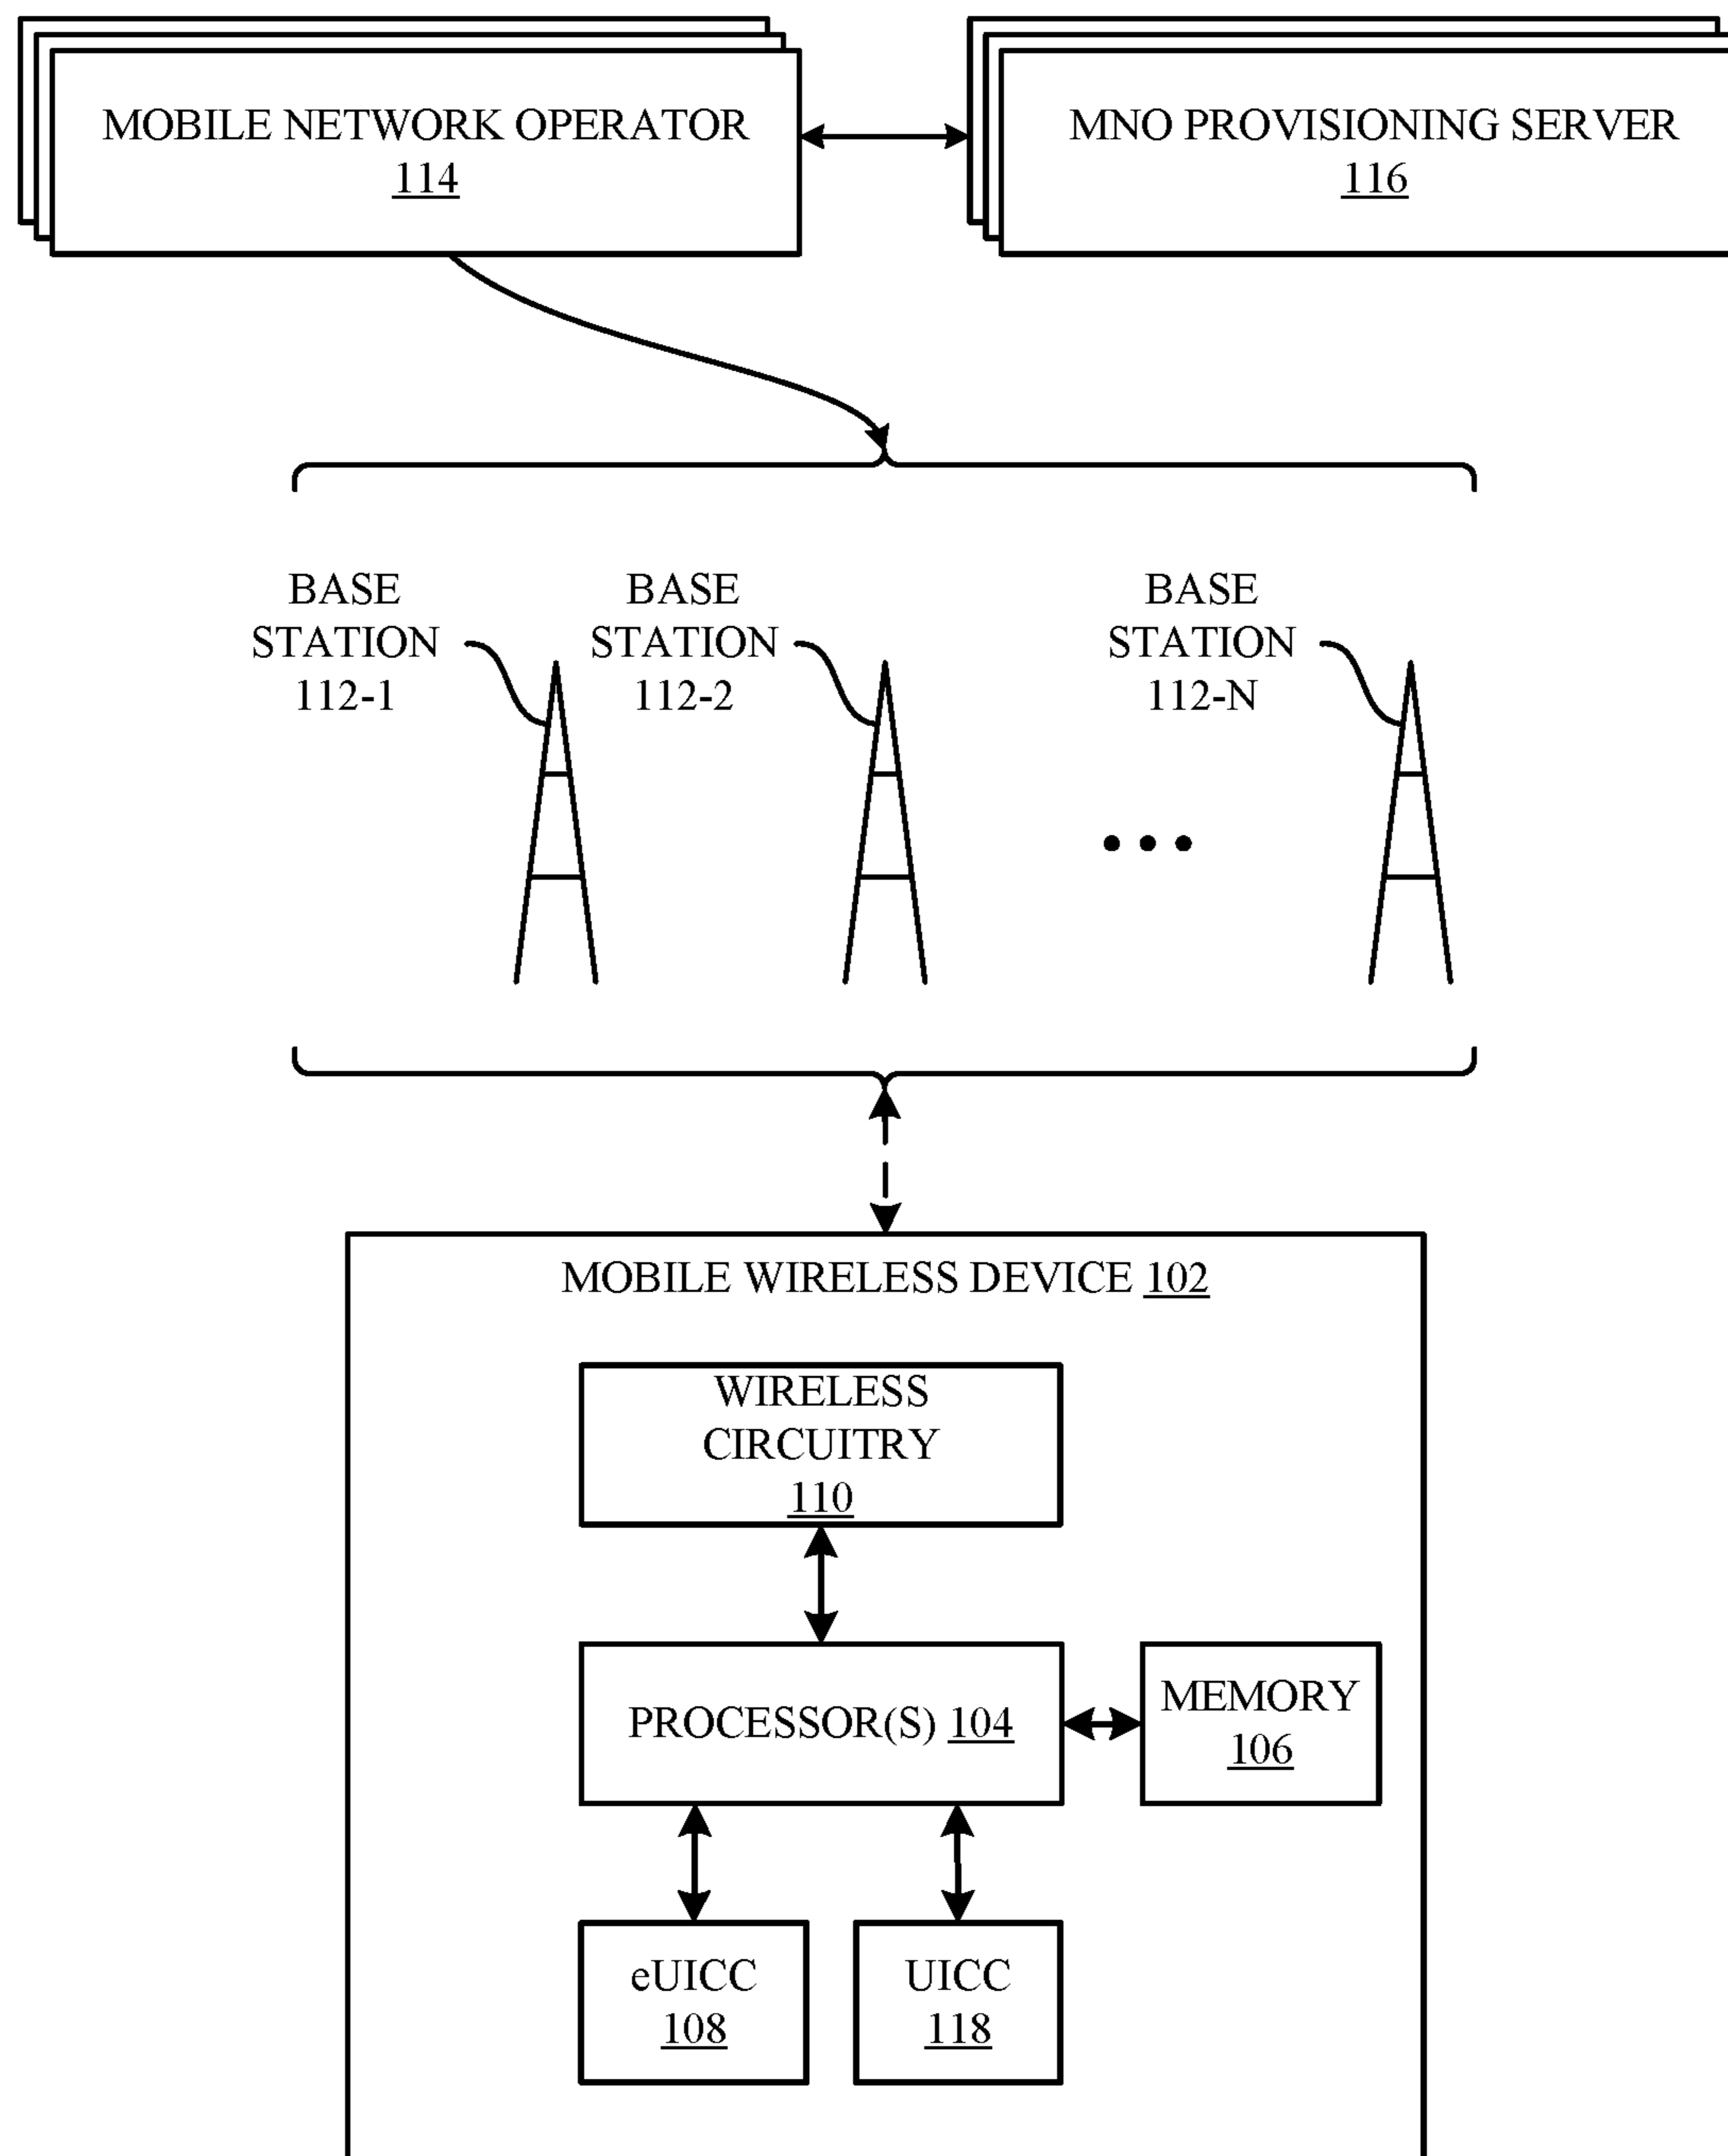 MOBILE NETWORK OPERATOR
114
MNO PROVISIONING SERVER
116
BASE
STATION
112-1
BASE
STATION
112-2
BASE
STATION
112-N
MOBILE WIRELESS DEVICE 102
WIRELESS
CIRCUITRY
110
PROCESSOR(S) 104
MEMORY
106
eUICC
108
UICC
118